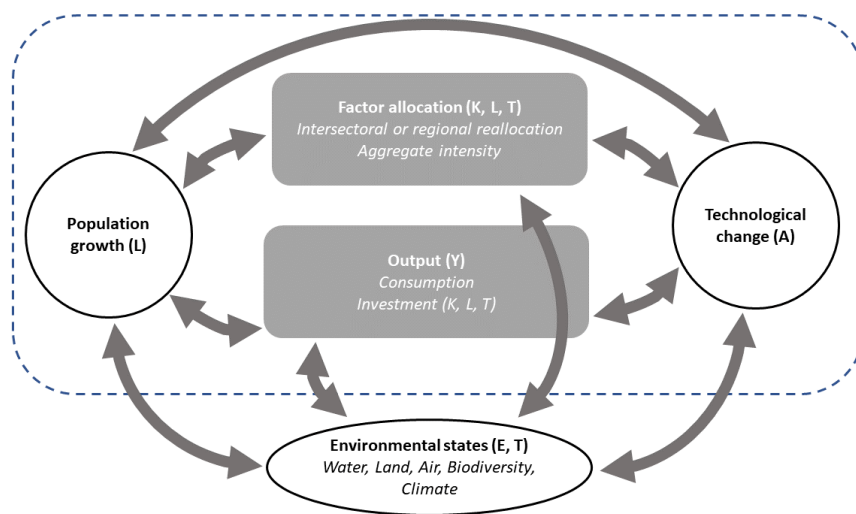 Factor allocation (K, L, T)
Intersectoral or regional reallocation
Aggregate intensity
Population
growth (L)
Technological
change (A)
Output (Y)
Consumption
Investment (K, L, T)
Environmental states (E, T)
Water, Land, Air, Biodiversity,
Climate